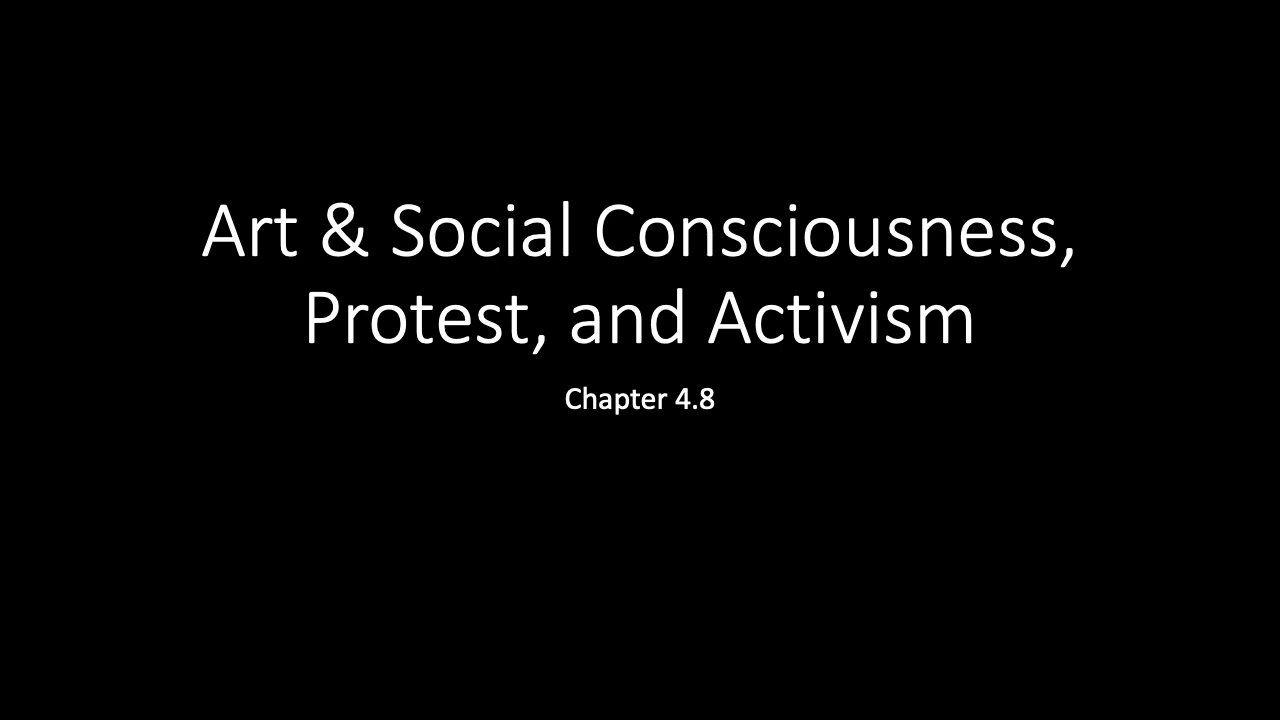 Art & Social Consciousness,
Protest, and Activism
Chapter 4.8